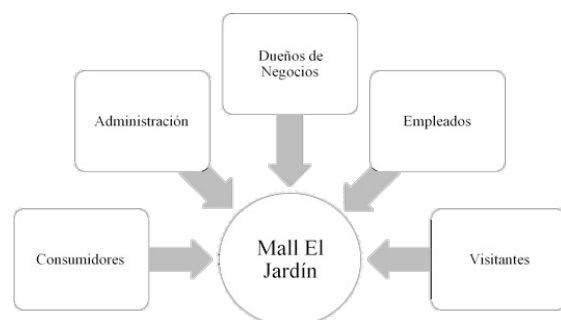 Dueños de
Negocios
Administración
Empleados
Consumidores
Mall El
Jardín
Visitantes